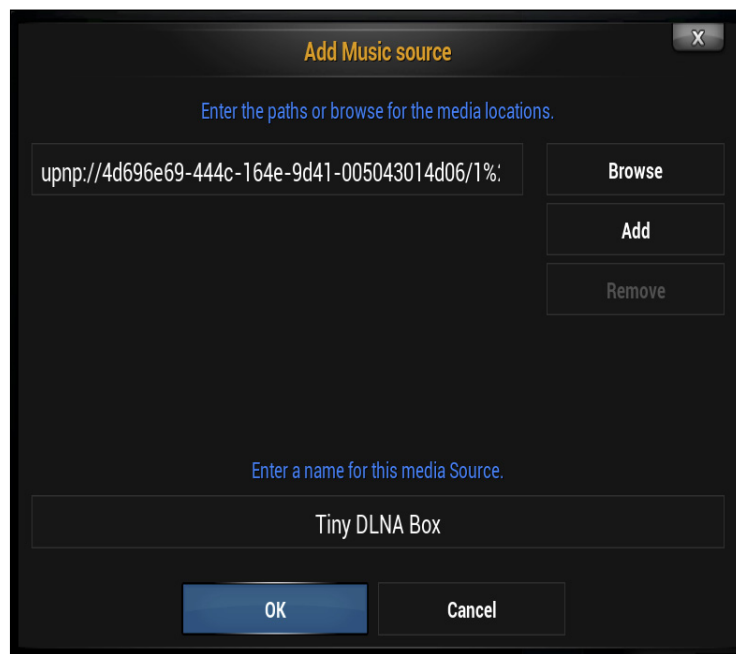 Add Music source
X
Enter the paths or browse for the media locations.
upnp://4d696e69-444c-164e-9d41-005043014d06/1%:
Browse
Add
Remove
Enter a name for this media Source.
Tiny DLNA Box
OK
Cancel